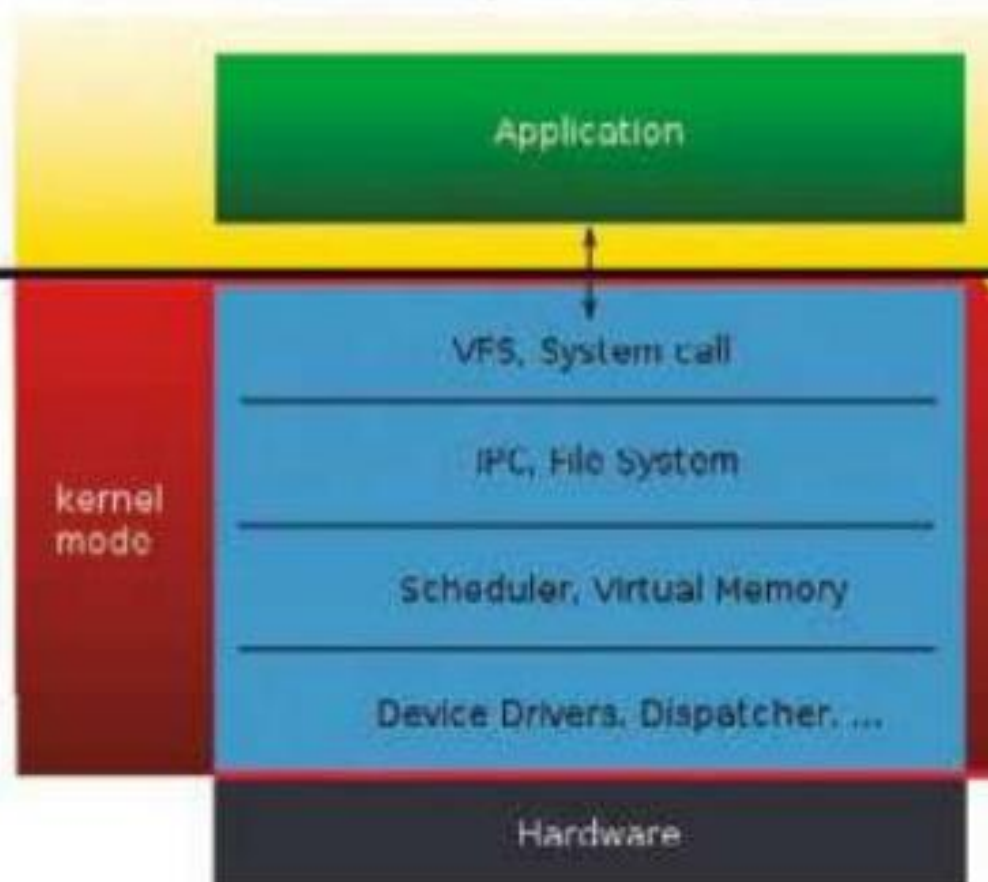 Application
VFS, System call
IPC, File System
kernel
mode
Scheduler, Virtual Memory
Device Drivers, Dispatcher, ...
Hardware